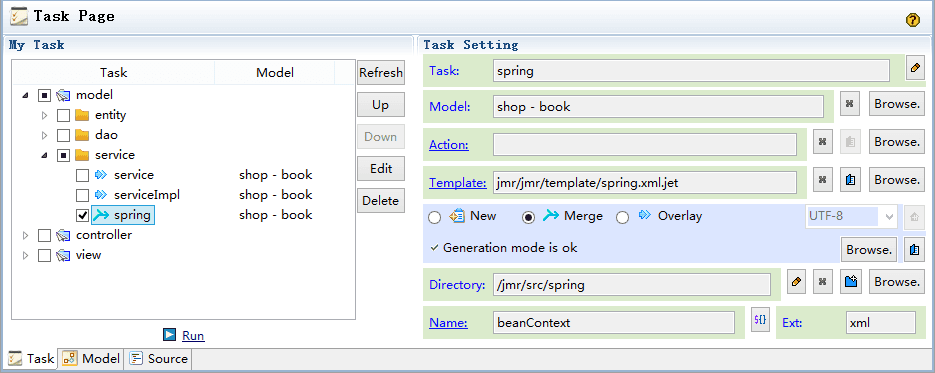 Task Page
My Task
Task Model
model
entity
dao
service
service shop - book
serviceImpl shop - book
spring shop - book
controller
view
Refresh
Up
Down
Edit
Delete
Run
Task Setting
Task: spring
Model: shop - book Browse.
Action: Browse.
Template: jmr/jmr/template/spring.xml.jet Browse.
New Merge Overlay UTF-8
Generation mode is ok Browse.
Directory: /jmr/src/spring Browse.
Name: beanContext ${} Ext: xml
Task Model Source